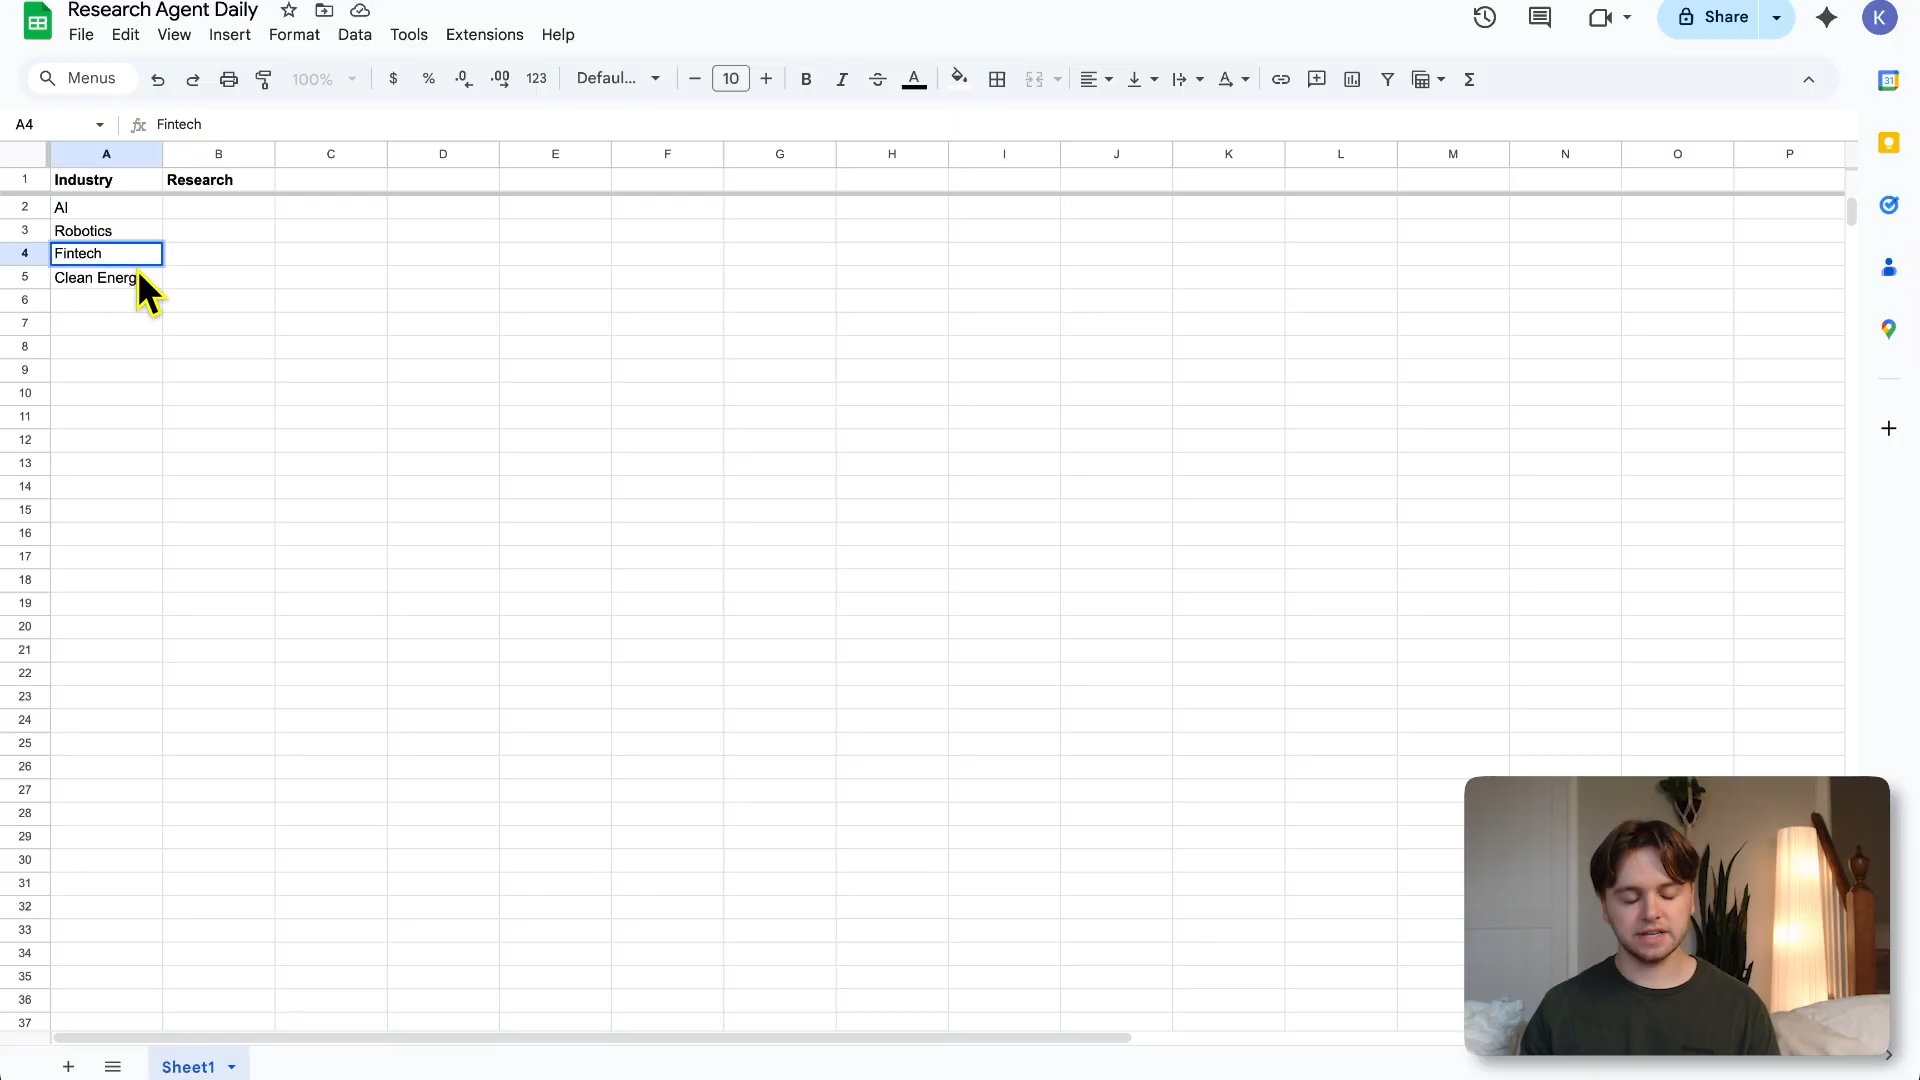 Research Agent Daily
File Edit View Insert Format Data Tools Extensions Help
Share
K
Menus 100% $ % .0 .00 123 Defaul... 10 B I A A Σ
31
A4 fx Fintech
A B C D E F G H I J K L M N O P
1 Industry Research
2 AI
3 Robotics
4 Fintech
5 Clean Energ
6
7
8
9
10
11
12
13
14
15
16
17
18
19
20
21
22
23
24
25
26
27
28
29
30
31
32
33
34
35
36
37
Sheet1